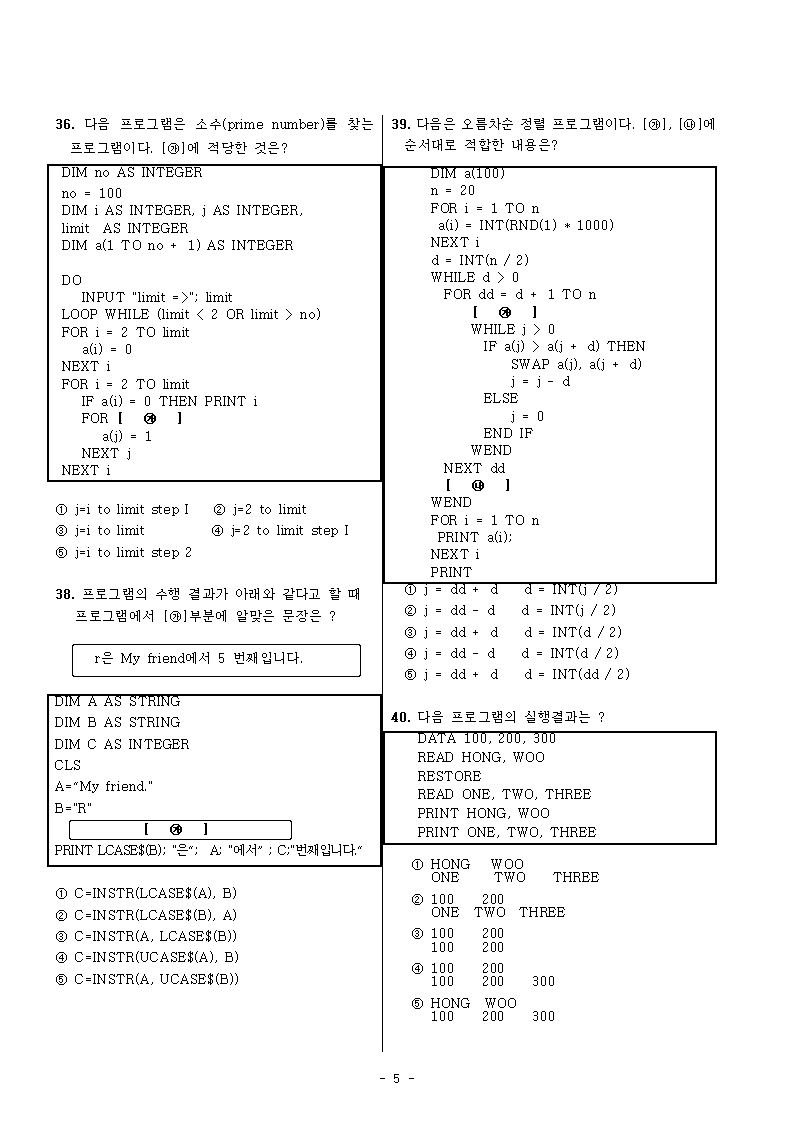 36. 다음 프로그램은 소수(prime number)를 찾는
프로그램이다. [㉮]에 적당한 것은?
DIM no AS INTEGER
no = 100
DIM i AS INTEGER, j AS INTEGER,
limit AS INTEGER
DIM a(1 TO no + 1) AS INTEGER
DO
INPUT "limit =>"; limit
LOOP WHILE (limit < 2 OR limit > no)
FOR i = 2 TO limit
a(i) = 0
NEXT i
FOR i = 2 TO limit
IF a(i) = 0 THEN PRINT i
FOR [ ㉮ ]
a(j) = 1
NEXT j
NEXT i
① j=i to limit step I ② j=2 to limit
③ j=i to limit ④ j=2 to limit step I
⑤ j=i to limit step 2
38. 프로그램의 수행 결과가 아래와 같다고 할 때
프로그램에서 [㉮]부분에 알맞은 문장은 ?
r은 My friend에서 5 번째입니다.
DIM A AS STRING
DIM B AS STRING
DIM C AS INTEGER
CLS
A=“My friend."
B="R"
[ ㉮ ]
PRINT LCASE$(B); "은“; A; "에서” ; C;"번째입니다.“
① C=INSTR(LCASE$(A), B)
② C=INSTR(LCASE$(B), A)
③ C=INSTR(A, LCASE$(B))
④ C=INSTR(UCASE$(A), B)
⑤ C=INSTR(A, UCASE$(B))
39. 다음은 오름차순 정렬 프로그램이다. [㉮], [㉯]에
순서대로 적합한 내용은?
DIM a(100)
n = 20
FOR i = 1 TO n
a(i) = INT(RND(1) * 1000)
NEXT i
d = INT(n / 2)
WHILE d > 0
FOR dd = d + 1 TO n
[ ㉮ ]
WHILE j > 0
IF a(j) > a(j + d) THEN
SWAP a(j), a(j + d)
j = j - d
ELSE
j = 0
END IF
WEND
NEXT dd
[ ㉯ ]
WEND
FOR i = 1 TO n
PRINT a(i);
NEXT i
PRINT
① j = dd + d d = INT(j / 2)
② j = dd - d d = INT(j / 2)
③ j = dd + d d = INT(d / 2)
④ j = dd - d d = INT(d / 2)
⑤ j = dd + d d = INT(dd / 2)
40. 다음 프로그램의 실행결과는 ?
DATA 100, 200, 300
READ HONG, WOO
RESTORE
READ ONE, TWO, THREE
PRINT HONG, WOO
PRINT ONE, TWO, THREE
① HONG WOO
ONE TWO THREE
② 100 200
ONE TWO THREE
③ 100 200
100 200
④ 100 200
100 200 300
⑤ HONG WOO
100 200 300
- 5 -